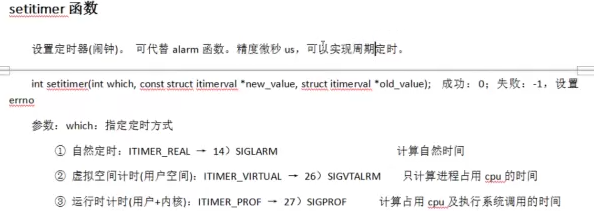 setitimer 函数
设置定时器(闹钟)。 可代替 alarm 函数。精度微秒 us，可以实现周期定时。
int setitimer(int which, const struct itimerval *new_value, struct itimerval *old_value); 成功：0；失败：-1，设置
errno
参数：which：指定定时方式
① 自然定时：ITIMER_REAL → 14）SIGLARM 计算自然时间
② 虚拟空间计时(用户空间)：ITIMER_VIRTUAL → 26）SIGVTALRM 只计算进程占用 cpu 的时间
③ 运行时计时(用户+内核)：ITIMER_PROF → 27）SIGPROF 计算占用 cpu 及执行系统调用的时间